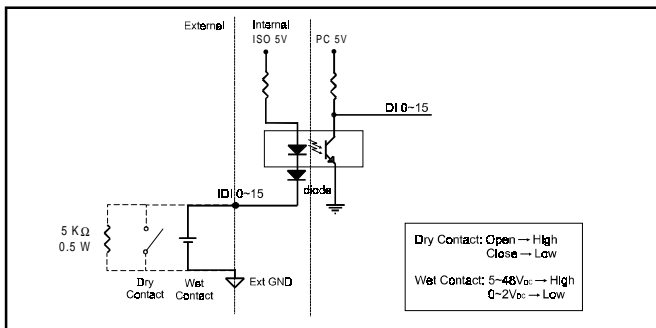 External
Internal
ISO 5V
PC 5V
DI 0~15
IDI 0~15
diode
5 KΩ
0.5 W
Dry
Contact
Wet
Contact
Ext GND
Dry Contact: Open → High
Close → Low
Wet Contact: 5~48VDC → High
0~2VDC → Low